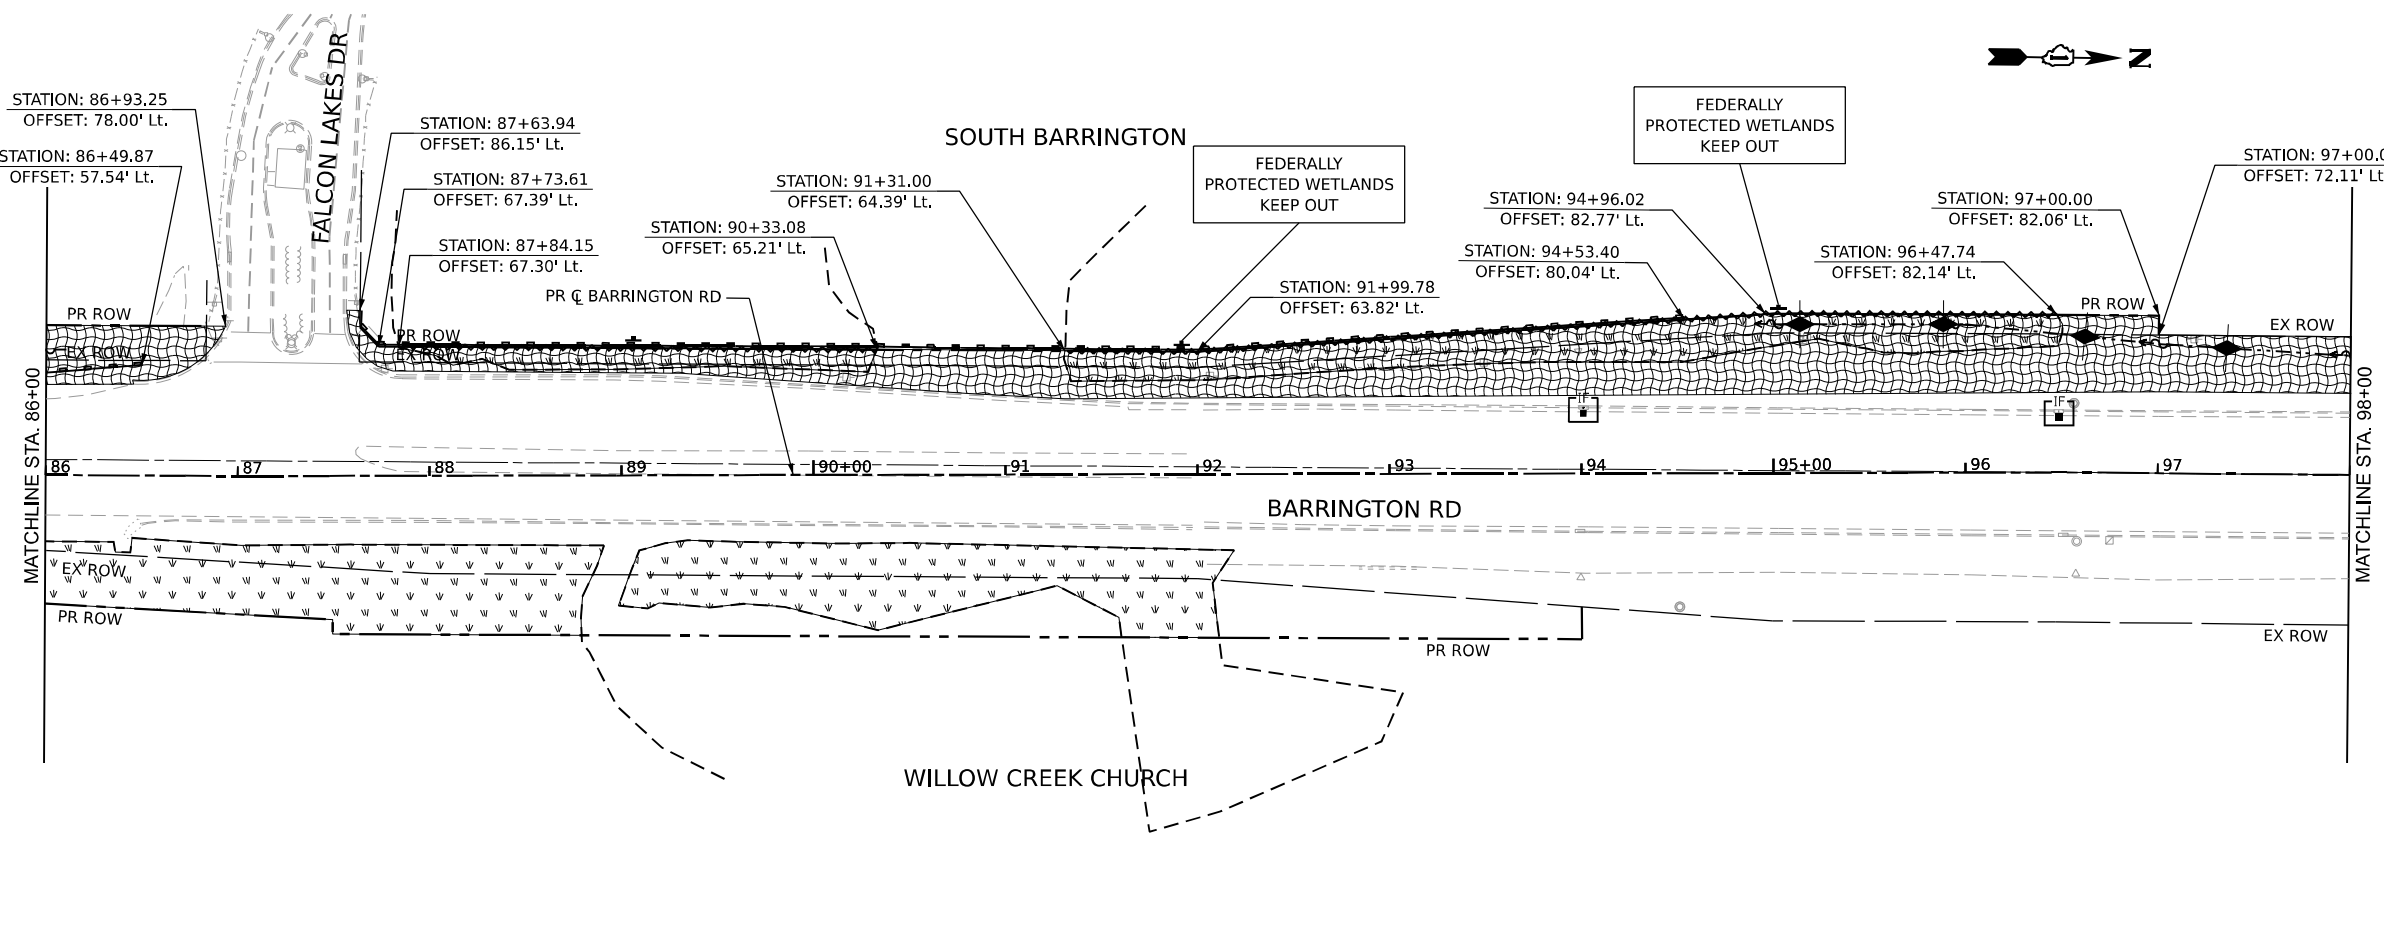 N
STATION: 86+93.25
OFFSET: 78.00' Lt.
STATION: 86+49.87
OFFSET: 57.54' Lt.
FALCON LAKES DR
STATION: 87+63.94
OFFSET: 86.15' Lt.
STATION: 87+73.61
OFFSET: 67.39' Lt.
STATION: 87+84.15
OFFSET: 67.30' Lt.
PR ℄ BARRINGTON RD
STATION: 90+33.08
OFFSET: 65.21' Lt.
STATION: 91+31.00
OFFSET: 64.39' Lt.
SOUTH BARRINGTON
FEDERALLY
PROTECTED WETLANDS
KEEP OUT
STATION: 91+99.78
OFFSET: 63.82' Lt.
STATION: 94+53.40
OFFSET: 80.04' Lt.
STATION: 94+96.02
OFFSET: 82.77' Lt.
FEDERALLY
PROTECTED WETLANDS
KEEP OUT
STATION: 96+47.74
OFFSET: 82.14' Lt.
STATION: 97+00.00
OFFSET: 82.06' Lt.
STATION: 97+00.0
OFFSET: 72.11' Lt
PR ROW
EX ROW
PR ROW
EX ROW
PR ROW
EX ROW
IF
IF
MATCHLINE STA. 86+00
86
87
88
89
90+00
91
92
93
94
95+00
96
97
MATCHLINE STA. 98+00
BARRINGTON RD
EX ROW
PR ROW
PR ROW
EX ROW
WILLOW CREEK CHURCH